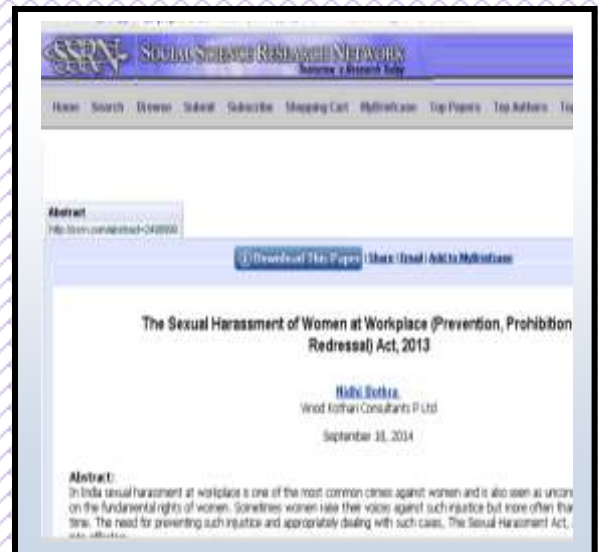 SSRN SOCIAL SCIENCE RESEARCH NETWORK
Tomorrow's Research Today
Home Search Browse Submit Subscribe Shopping Cart MyBriefcase Top Papers Top Authors Top
Abstract
Download This Paper | Share | Email | Add to MyBriefcase
The Sexual Harassment of Women at Workplace (Prevention, Prohibition
Redressal) Act, 2013
Nidhi Bothra
Vinod Kothari Consultants P Ltd
September 18, 2014
Abstract:
In India sexual harassment at workplace is one of the most common crimes against women and is also seen as
on the fundamental rights of women. Sometimes women raise their voices against such injustice but more often than
time. The need for preventing such injustice and appropriately dealing with such cases, The Sexual Harassment Act,